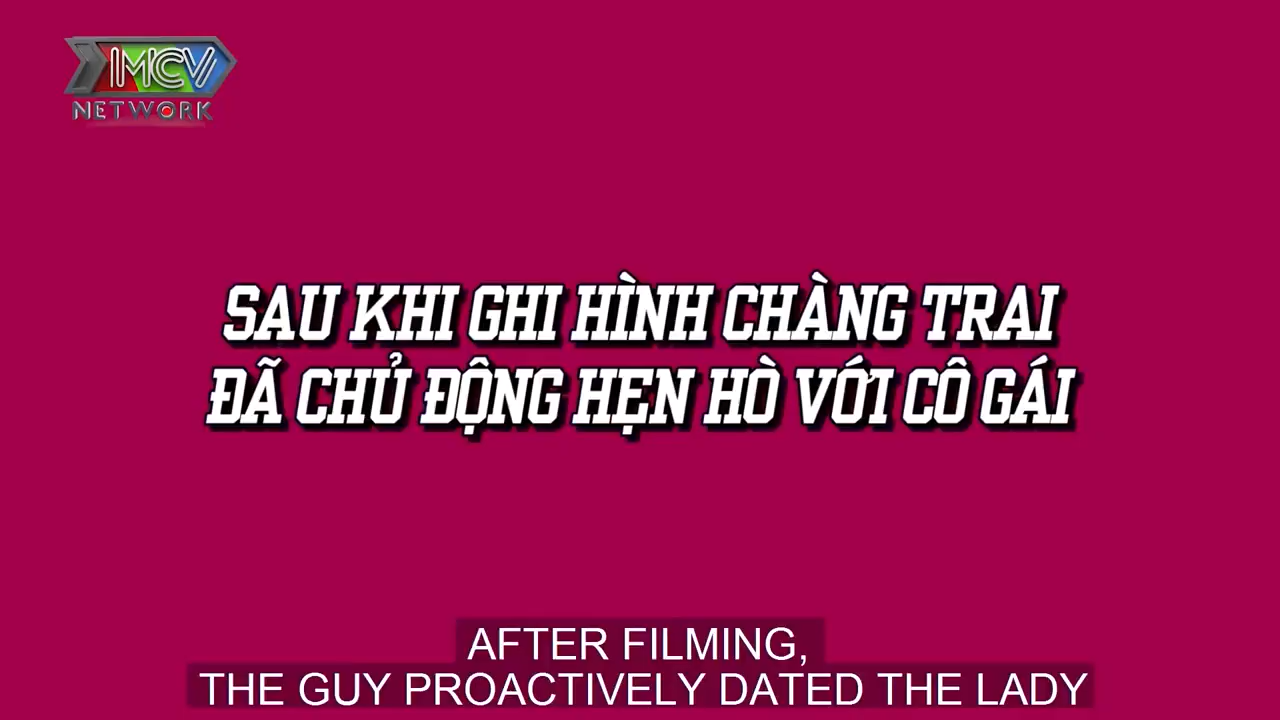 MCV
NETWORK
SAU KHI GHI HÌNH CHÀNG TRAI
ĐÃ CHỦ ĐỘNG HẸN HÒ VỚI CÔ GÁI
AFTER FILMING,
THE GUY PROACTIVELY DATED THE LADY